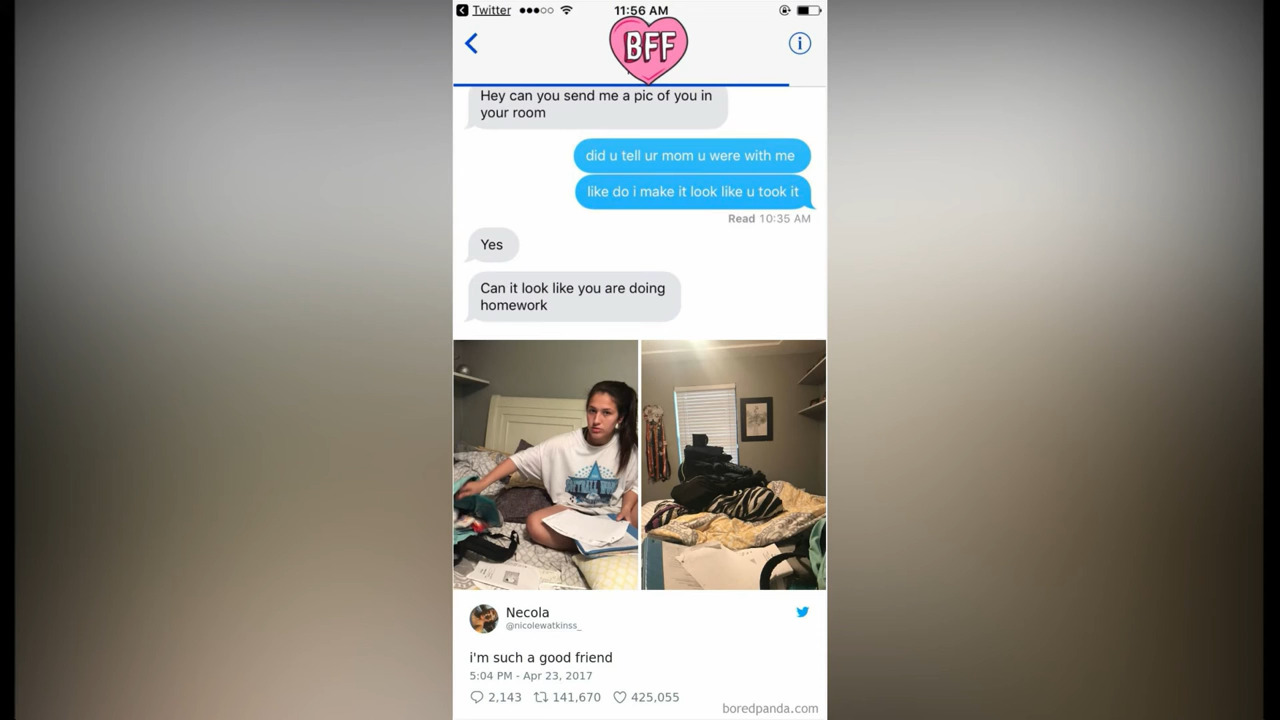 Twitter
11:56 AM
BFF
i
Hey can you send me a pic of you in
your room
did u tell ur mom u were with me
like do i make it look like u took it
Read 10:35 AM
Yes
Can it look like you are doing
homework
Necola
@nicolewatkinss_
i'm such a good friend
5:04 PM - Apr 23, 2017
2,143 141,670 425,055
boredpanda.com